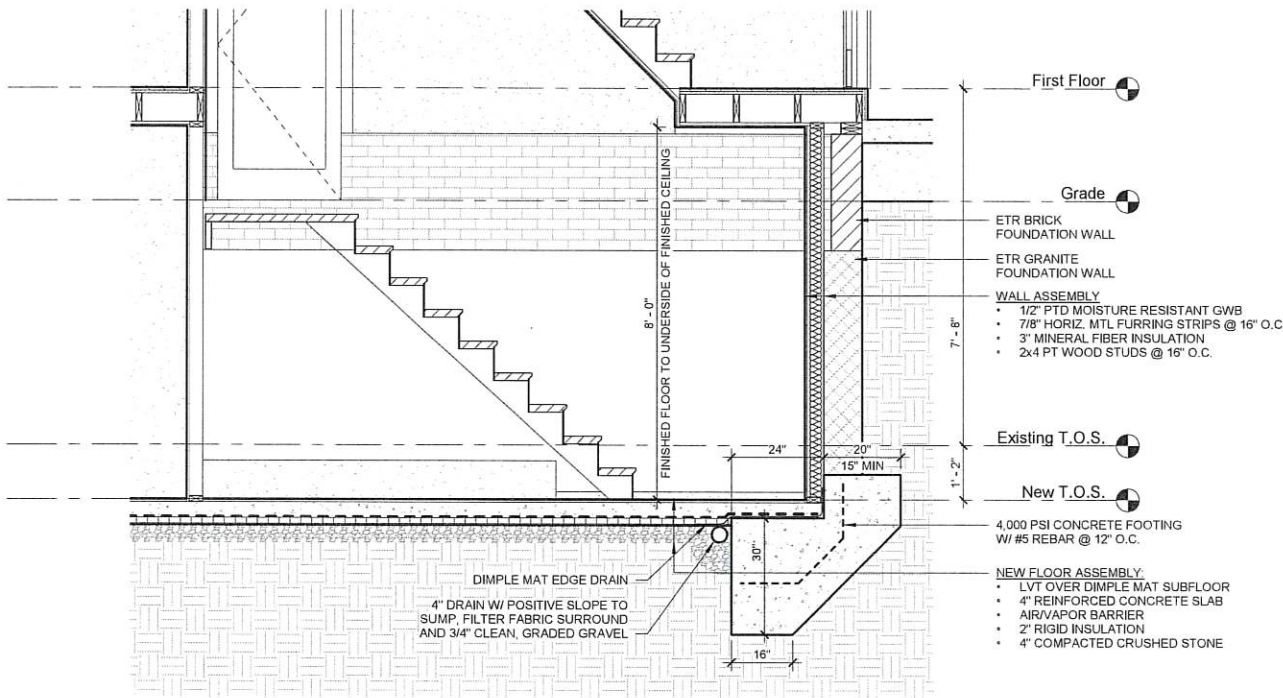 First Floor
Grade
ETR BRICK
FOUNDATION WALL
ETR GRANITE
FOUNDATION WALL
WALL ASSEMBLY
• 1/2" PTD MOISTURE RESISTANT GWB
• 7/8" HORIZ. MTL FURRING STRIPS @ 16" O.C
• 3" MINERAL FIBER INSULATION
• 2x4 PT WOOD STUDS @ 16" O.C.
8' - 0"
FINISHED FLOOR TO UNDERSIDE OF FINISHED CEILING
7' - 8"
Existing T.O.S.
24"
20"
15" MIN
1' - 2"
New T.O.S.
4,000 PSI CONCRETE FOOTING
W/ #5 REBAR @ 12" O.C.
30"
DIMPLE MAT EDGE DRAIN
4" DRAIN W/ POSITIVE SLOPE TO
SUMP, FILTER FABRIC SURROUND
AND 3/4" CLEAN, GRADED GRAVEL
16"
NEW FLOOR ASSEMBLY:
• LVT OVER DIMPLE MAT SUBFLOOR
• 4" REINFORCED CONCRETE SLAB
• AIR/VAPOR BARRIER
• 2" RIGID INSULATION
• 4" COMPACTED CRUSHED STONE